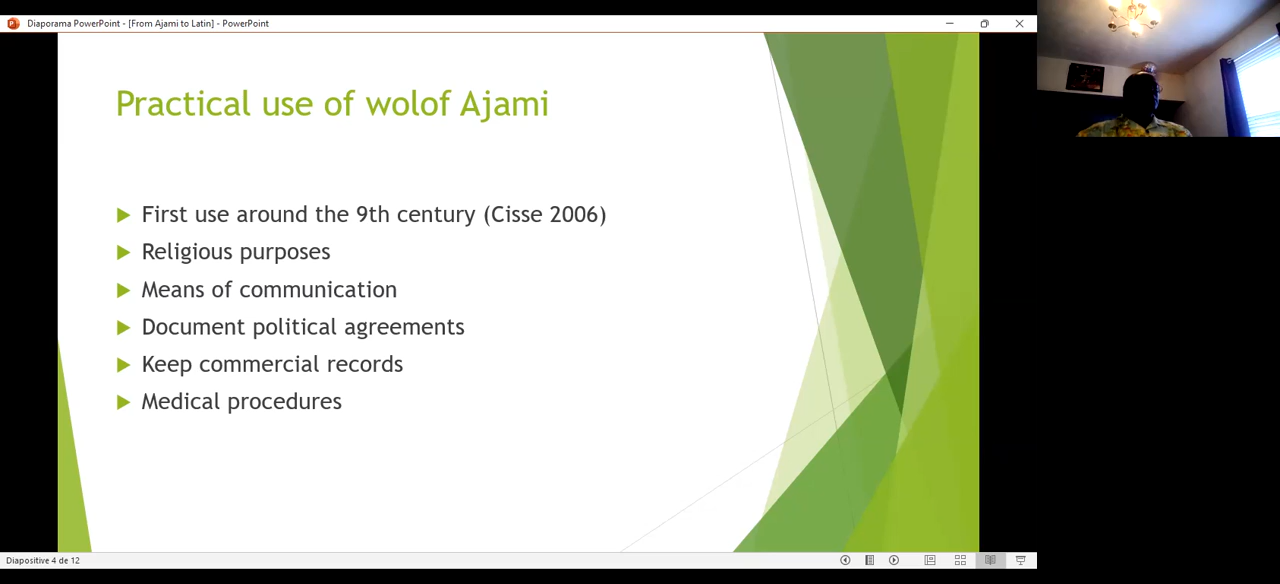 Diaporama PowerPoint - [From Ajami to Latin] - PowerPoint
Practical use of wolof Ajami
First use around the 9th century (Cisse 2006)
Religious purposes
Means of communication
Document political agreements
Keep commercial records
Medical procedures
Diapositive 4 de 12